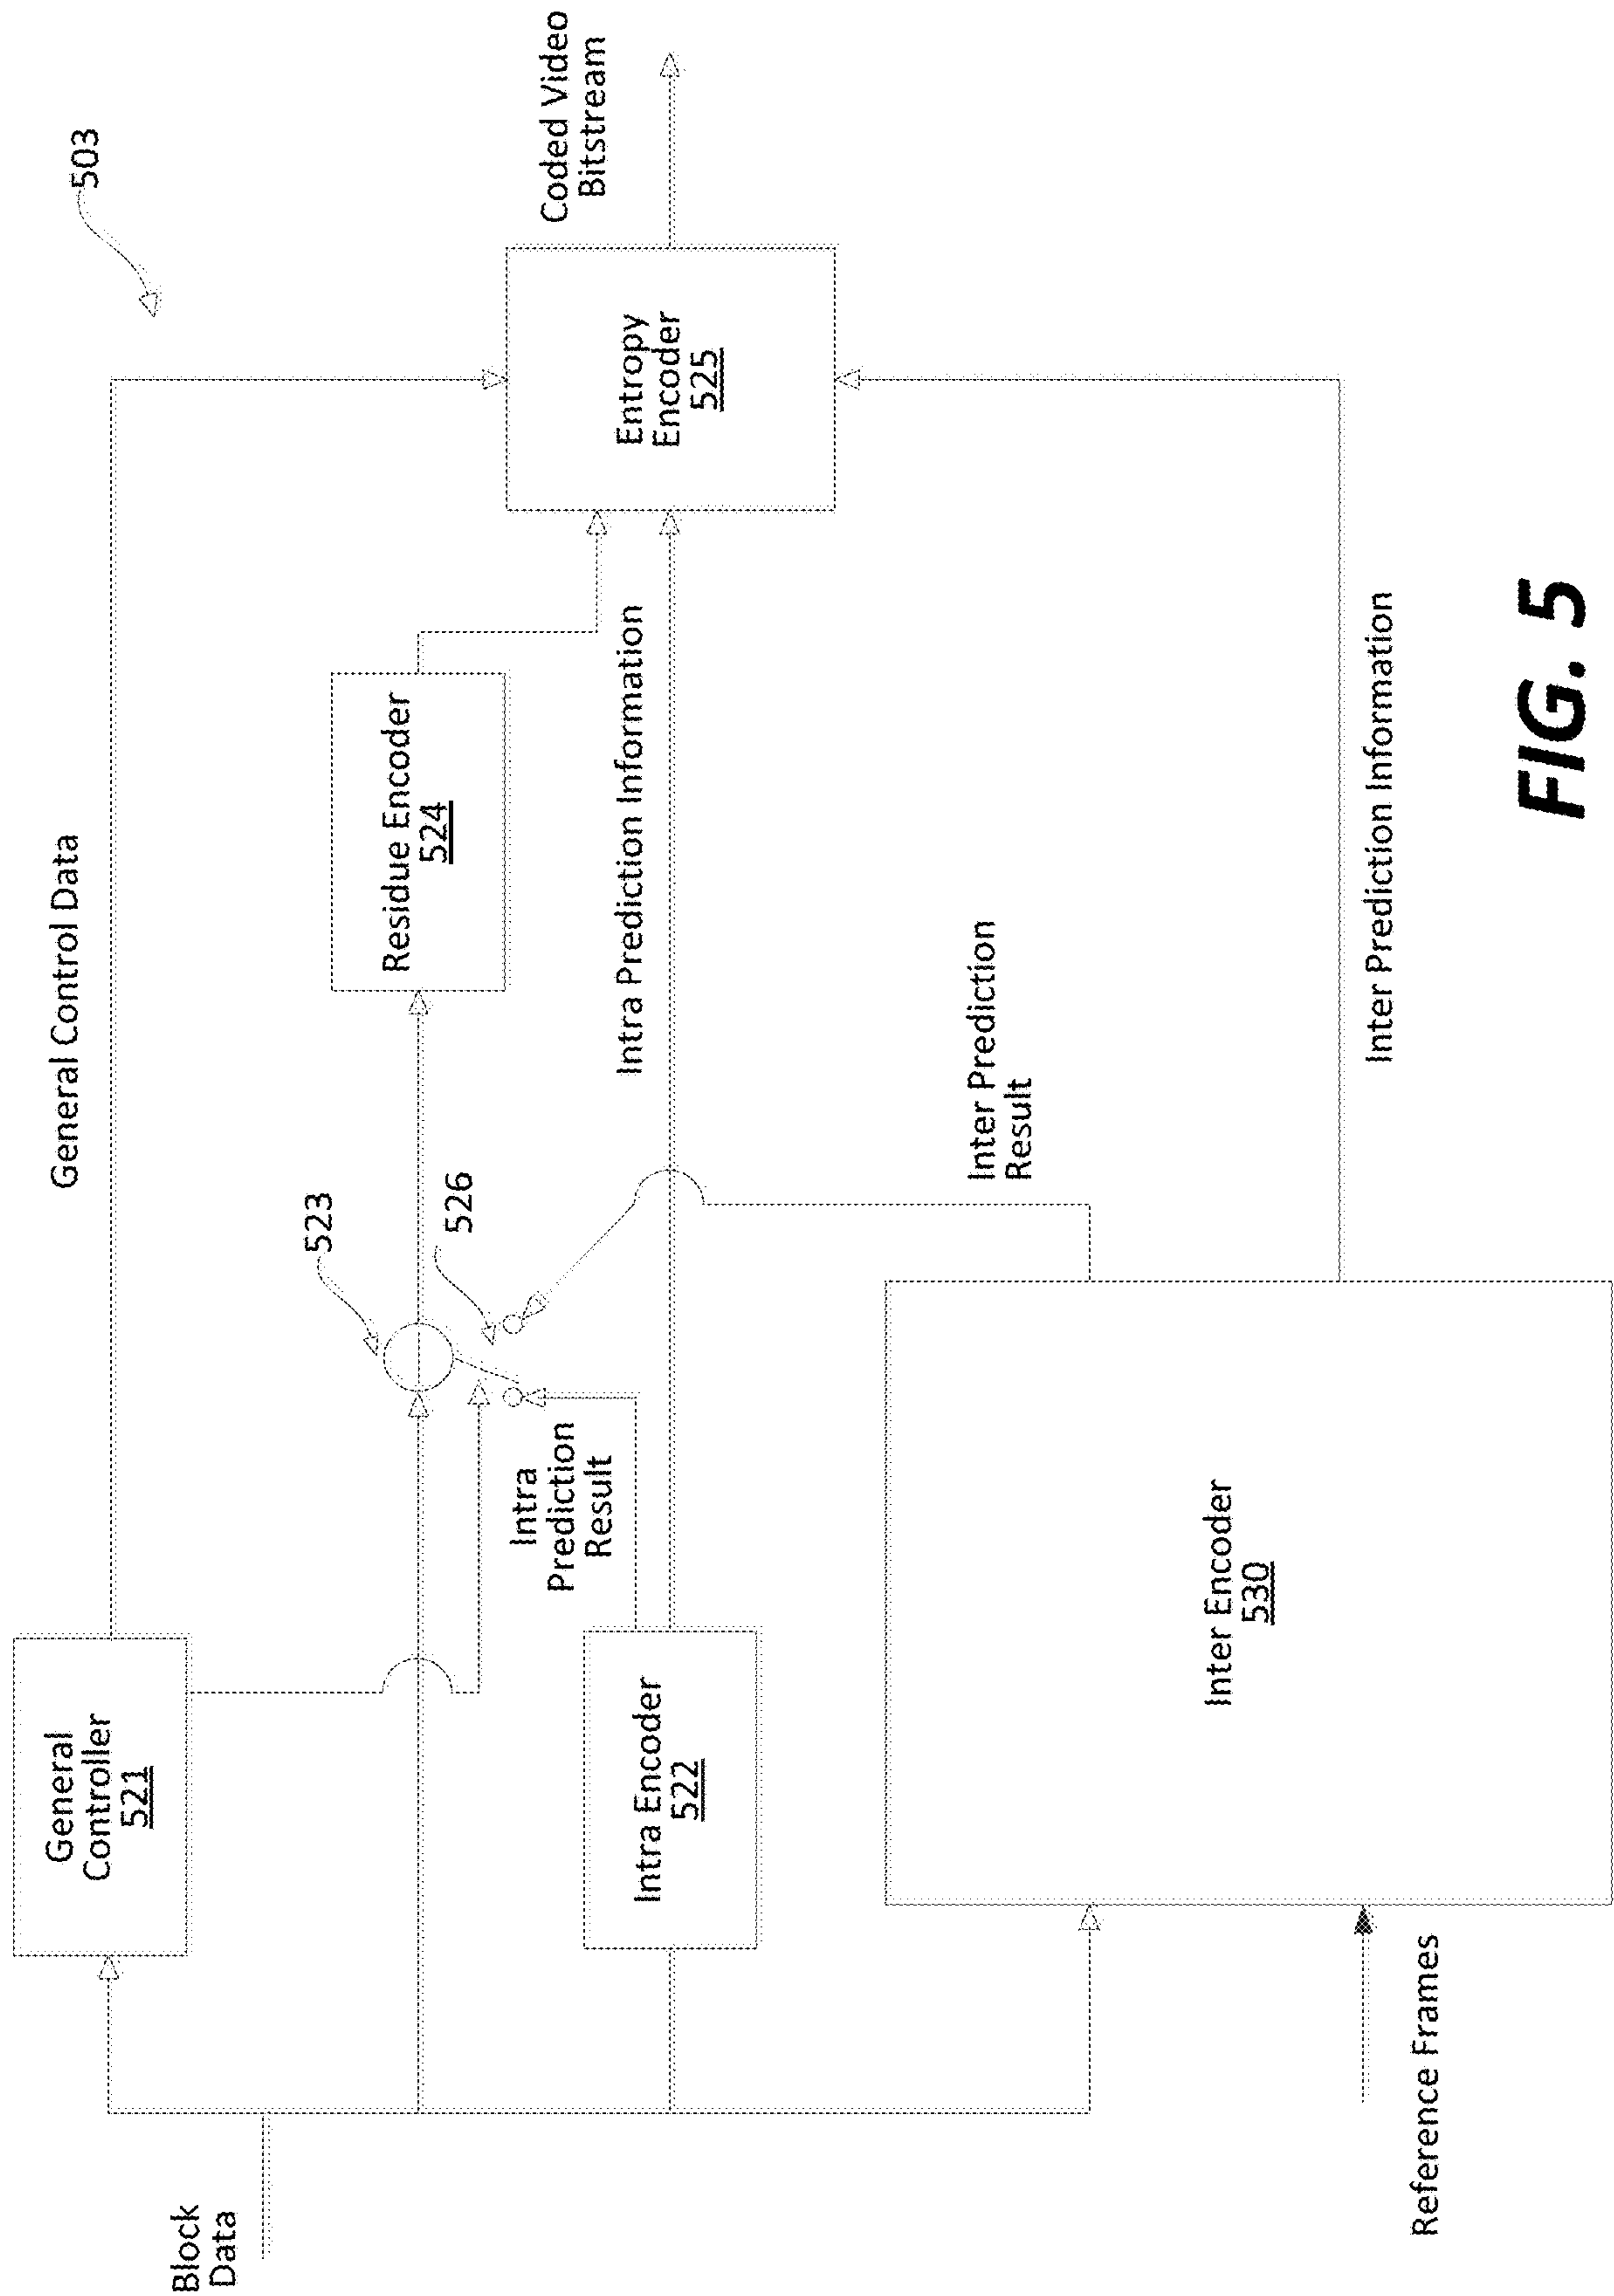 503
General Control Data
General
Controller
521
Block
Data
523
526
Residue Encoder
524
Entropy
Encoder
525
Coded Video
Bitstream
Intra
Prediction
Result
Intra Prediction Information
Intra Encoder
522
Inter Prediction
Result
Inter Encoder
530
Inter Prediction Information
Reference Frames
FIG. 5